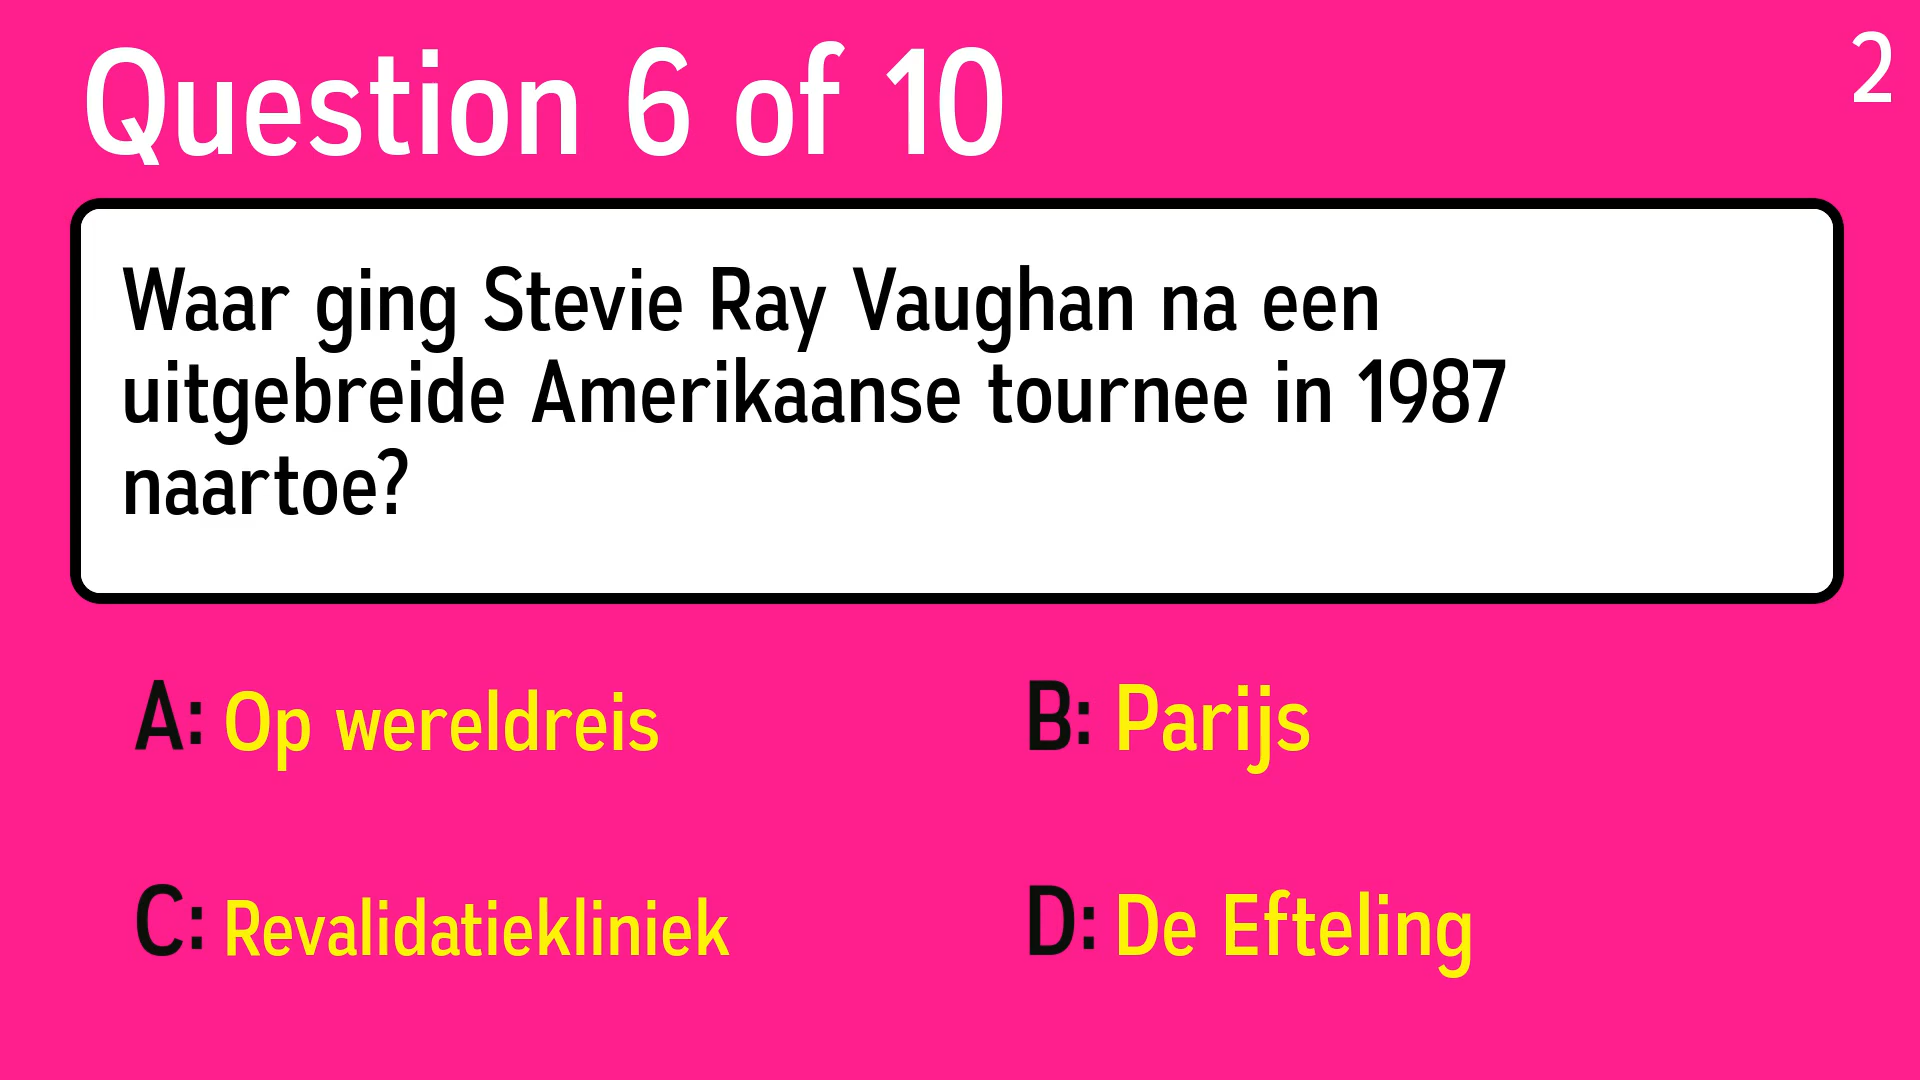 Question 6 of 10
2
Waar ging Stevie Ray Vaughan na een
uitgebreide Amerikaanse tournee in 1987
naartoe?
A: Op wereldreis
B: Parijs
C: Revalidatiekliniek
D: De Efteling